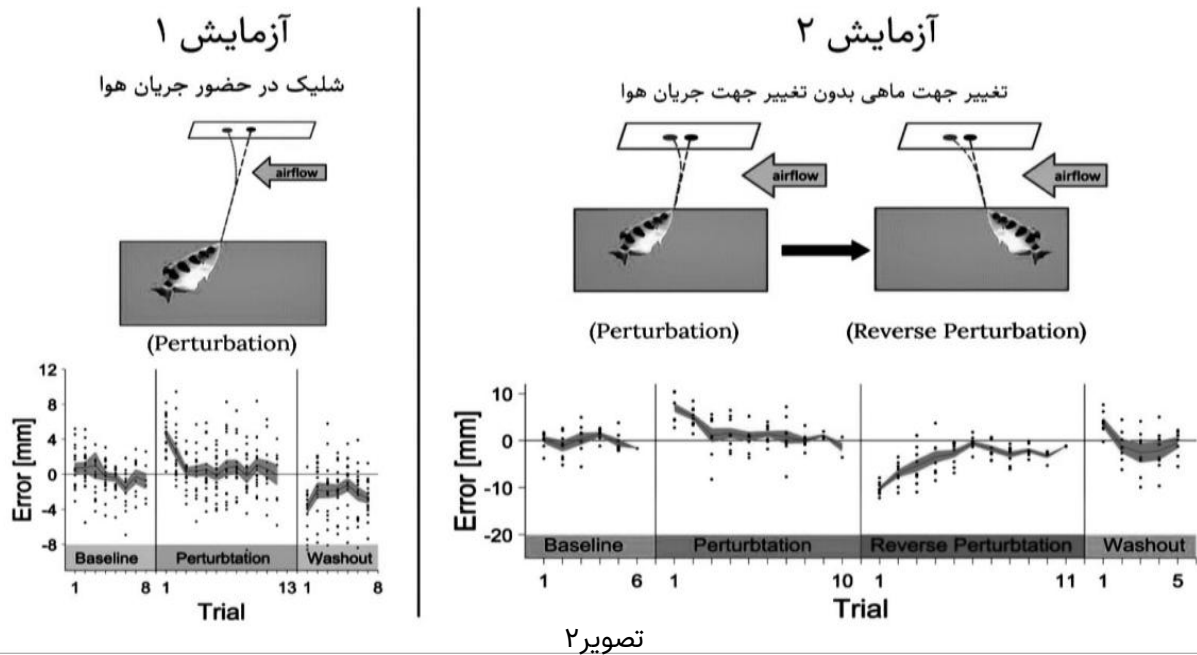 آزمایش ۱
شلیک در حضور جریان هوا
airflow
(Perturbation)
Error [mm]
12
8
4
0
-4
-8
Baseline
Perturbtation
Washout
1
8
1
13
1
8
Trial
آزمایش ۲
تغییر جهت ماهی بدون تغییر جهت جریان هوا
airflow
airflow
(Perturbation)
(Reverse Perturbation)
Error [mm]
10
0
-10
-20
Baseline
Perturbtation
Reverse Perturbtation
Washout
1
6
1
10
1
11
1
5
Trial
تصویر۲